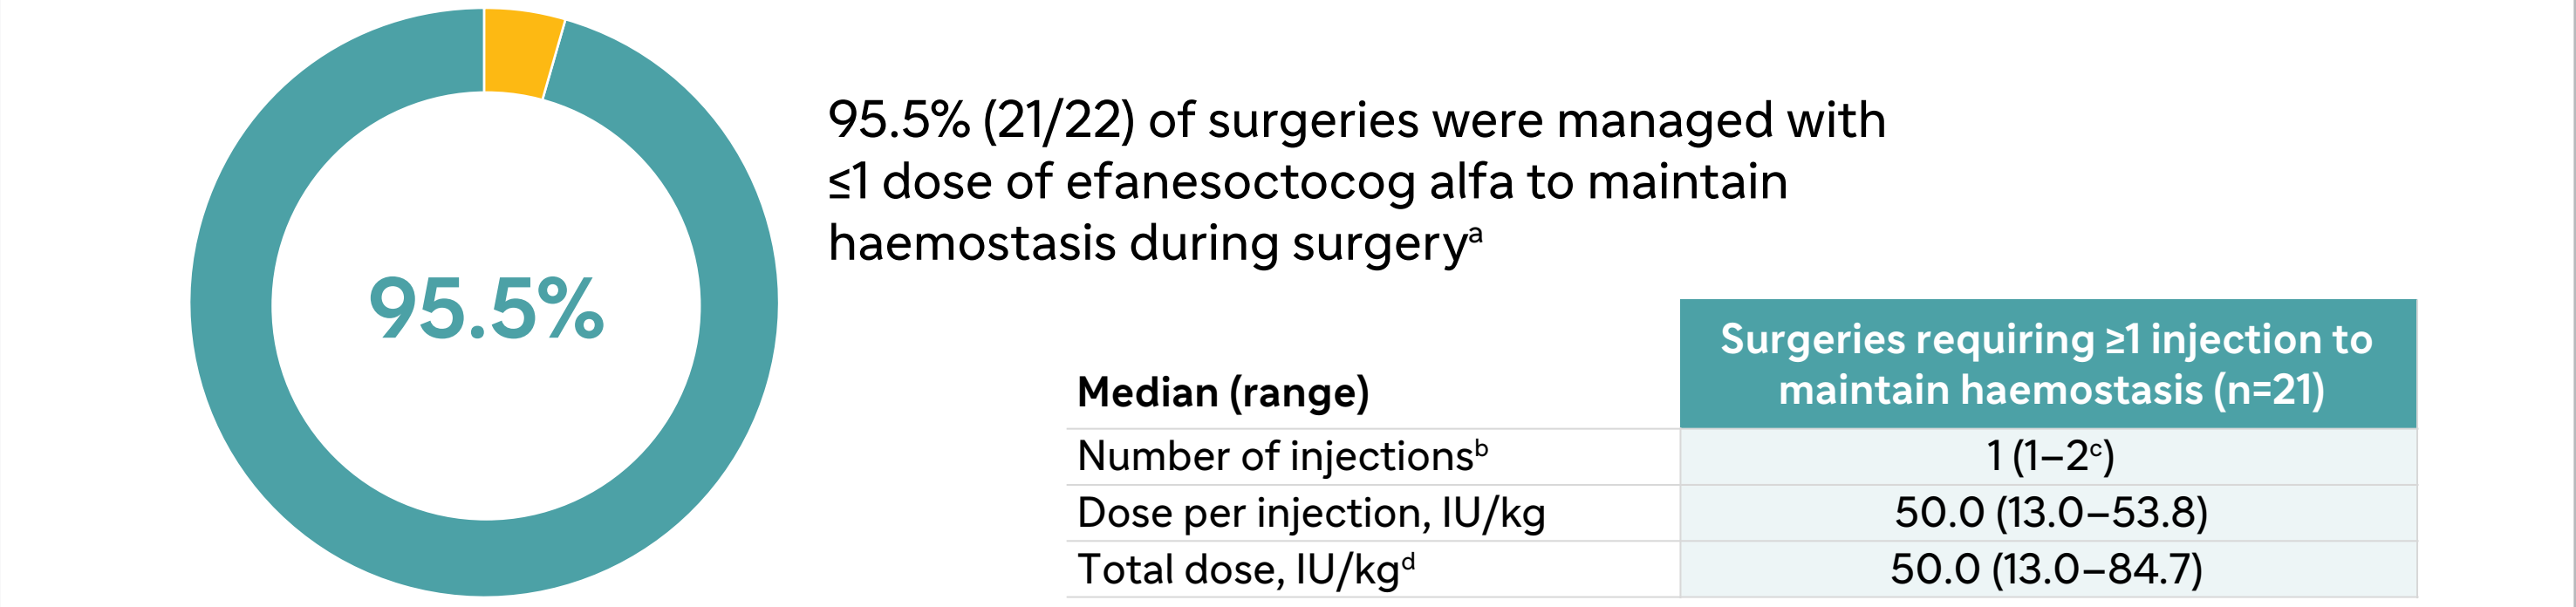 95.5%
95.5% (21/22) of surgeries were managed with
≤1 dose of efanesoctocog alfa to maintain
haemostasis during surgeryᵃ
Surgeries requiring ≥1 injection to
maintain haemostasis (n=21)
Median (range)
Number of injectionsᵇ 1 (1–2ᶜ)
Dose per injection, IU/kg 50.0 (13.0–53.8)
Total dose, IU/kgᵈ 50.0 (13.0–84.7)